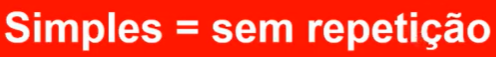 Simples = sem repetição